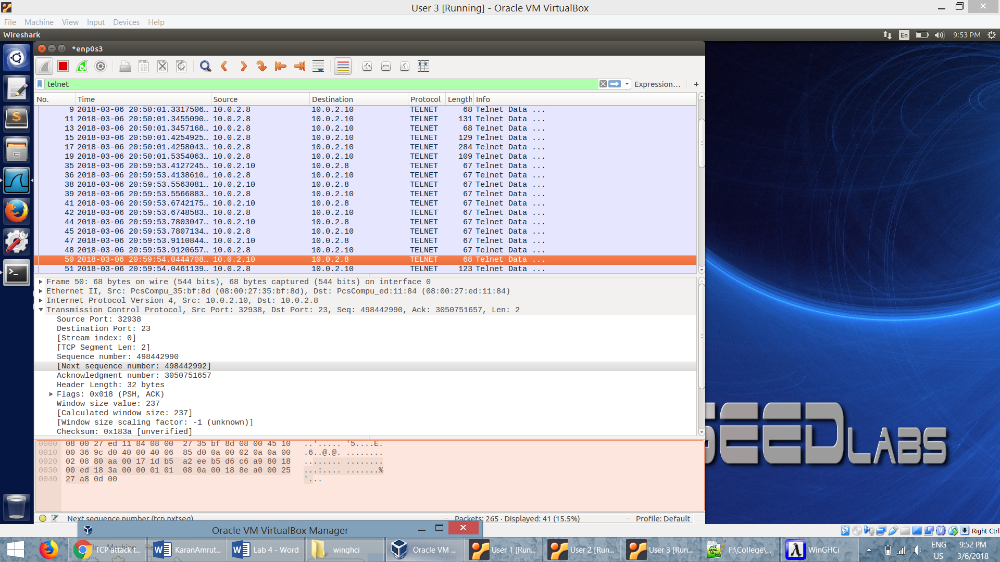 User 3 [Running] - Oracle VM VirtualBox
File Machine View Input Devices Help
Wireshark En 9:53 PM
*enp0s3
telnet Expression… +
No. Time Source Destination Protocol Length Info
9 2018-03-06 20:50:01.3317506… 10.0.2.8 10.0.2.10 TELNET 68 Telnet Data ...
11 2018-03-06 20:50:01.3455090… 10.0.2.8 10.0.2.10 TELNET 131 Telnet Data ...
13 2018-03-06 20:50:01.3457168… 10.0.2.8 10.0.2.10 TELNET 68 Telnet Data ...
15 2018-03-06 20:50:01.4254925… 10.0.2.8 10.0.2.10 TELNET 129 Telnet Data ...
17 2018-03-06 20:50:01.4258043… 10.0.2.8 10.0.2.10 TELNET 284 Telnet Data ...
19 2018-03-06 20:50:01.5354063… 10.0.2.8 10.0.2.10 TELNET 109 Telnet Data ...
35 2018-03-06 20:59:53.4127245… 10.0.2.10 10.0.2.8 TELNET 67 Telnet Data ...
36 2018-03-06 20:59:53.4138610… 10.0.2.8 10.0.2.10 TELNET 67 Telnet Data ...
38 2018-03-06 20:59:53.5563081… 10.0.2.10 10.0.2.8 TELNET 67 Telnet Data ...
39 2018-03-06 20:59:53.5566883… 10.0.2.8 10.0.2.10 TELNET 67 Telnet Data ...
41 2018-03-06 20:59:53.6742175… 10.0.2.10 10.0.2.8 TELNET 67 Telnet Data ...
42 2018-03-06 20:59:53.6748583… 10.0.2.8 10.0.2.10 TELNET 67 Telnet Data ...
44 2018-03-06 20:59:53.7803047… 10.0.2.10 10.0.2.8 TELNET 67 Telnet Data ...
45 2018-03-06 20:59:53.7807134… 10.0.2.8 10.0.2.10 TELNET 67 Telnet Data ...
47 2018-03-06 20:59:53.9110844… 10.0.2.10 10.0.2.8 TELNET 67 Telnet Data ...
48 2018-03-06 20:59:53.9120657… 10.0.2.8 10.0.2.10 TELNET 67 Telnet Data ...
50 2018-03-06 20:59:54.0444708… 10.0.2.10 10.0.2.8 TELNET 68 Telnet Data ...
51 2018-03-06 20:59:54.0461139… 10.0.2.8 10.0.2.10 TELNET 123 Telnet Data ...
Frame 50: 68 bytes on wire (544 bits), 68 bytes captured (544 bits) on interface 0
Ethernet II, Src: PcsCompu_35:bf:8d (08:00:27:35:bf:8d), Dst: PcsCompu_ed:11:84 (08:00:27:ed:11:84)
Internet Protocol Version 4, Src: 10.0.2.10, Dst: 10.0.2.8
Transmission Control Protocol, Src Port: 32938, Dst Port: 23, Seq: 498442990, Ack: 3050751657, Len: 2
Source Port: 32938
Destination Port: 23
[Stream index: 0]
[TCP Segment Len: 2]
Sequence number: 498442990
[Next sequence number: 498442992]
Acknowledgment number: 3050751657
Header Length: 32 bytes
Flags: 0x018 (PSH, ACK)
Window size value: 237
[Calculated window size: 237]
[Window size scaling factor: -1 (unknown)]
Checksum: 0x183a [unverified]
0000 08 00 27 ed 11 84 08 00 27 35 bf 8d 08 00 45 10 ..'..... '5....E.
0010 00 36 9c d0 40 00 40 06 85 d0 0a 00 02 0a 0a 00 .6..@.@. ........
0020 02 08 80 aa 00 17 1d b5 a2 ee b5 d6 c6 a9 80 18 ........ ........
0030 00 ed 18 3a 00 00 01 01 08 0a 00 18 8e a0 00 25 ...:.... .......%
0040 27 a8 0d 00 '...
SEED LABS
Next sequence number (tcp.nxtseq) Packets: 265 · Displayed: 41 (15.5%) Profile: Default
Oracle VM VirtualBox Manager
Right Ctrl
TCP attack t... KaranAmrut... Lab 4 - Word winghci Oracle VM ... User 1 [Run... User 2 [Run... User 3 [Run... F:\College\... WinGHCi
ENG 9:52 PM
US 3/6/2018